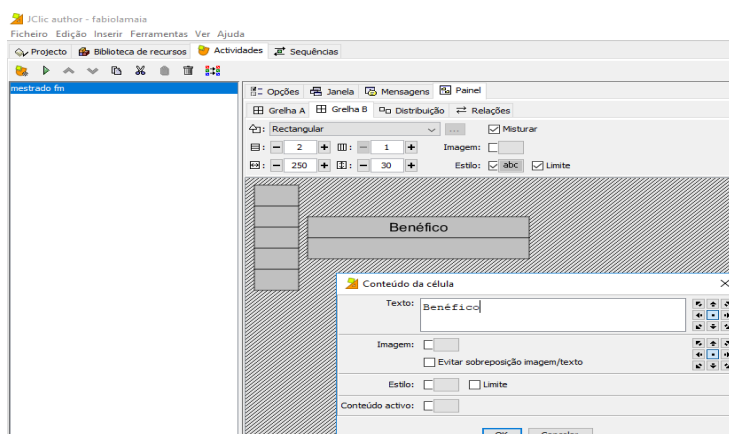 JClic author - fabiolamaia
Ficheiro Edição Inserir Ferramentas Ver Ajuda
Projecto Biblioteca de recursos Actividades Sequências
mestrado fm
Opções Janela Mensagens Painel
Grelha A Grelha B Distribuição Relações
Rectangular ... Misturar
2 1 Imagem:
250 30 Estilo: abc Limite
Benéfico
Conteúdo da célula
Texto: Benéfico
Imagem:
Evitar sobreposição imagem/texto
Estilo: Limite
Conteúdo activo:
OK Cancelar